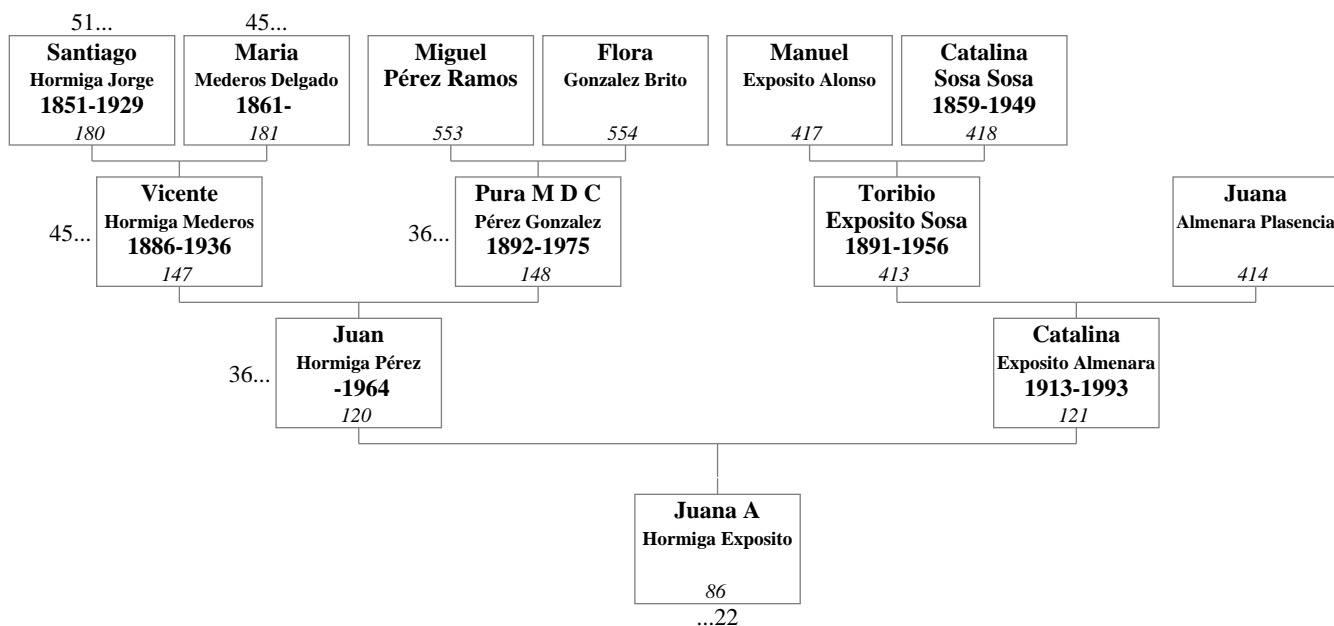 51...
45...
Santiago
Hormiga Jorge
1851-1929
180
Maria
Mederos Delgado
1861-
181
Miguel
Pérez Ramos
553
Flora
Gonzalez Brito
554
Manuel
Exposito Alonso
417
Catalina
Sosa Sosa
1859-1949
418
45...
Vicente
Hormiga Mederos
1886-1936
147
36...
Pura M D C
Pérez Gonzalez
1892-1975
148
Toribio
Exposito Sosa
1891-1956
413
Juana
Almenara Plasencia
414
36...
Juan
Hormiga Pérez
-1964
120
Catalina
Exposito Almenara
1913-1993
121
Juana A
Hormiga Exposito
86
...22